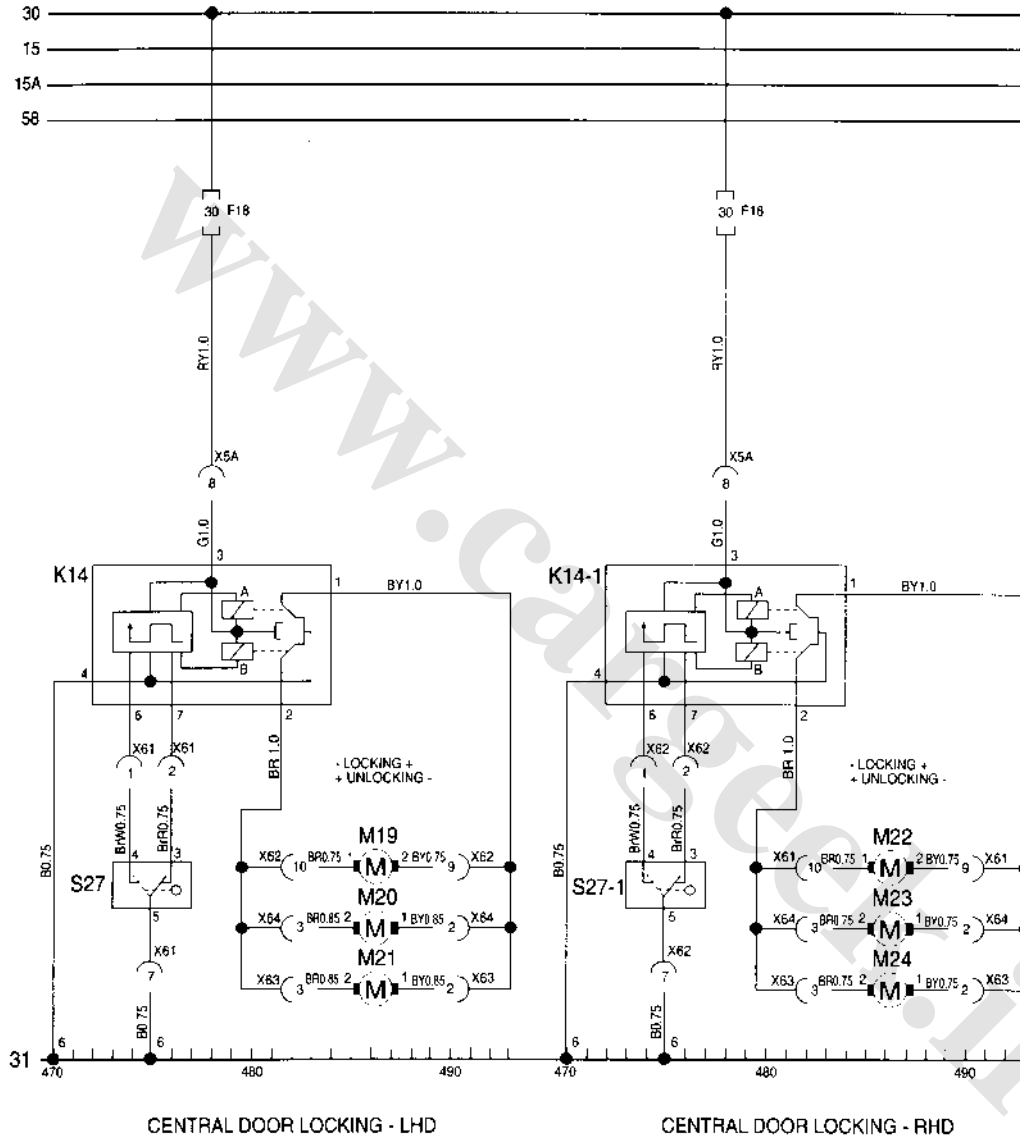 30
15
15A
58
30 F18
30 F16
RY1.0
RY1.0
X5A
8
X5A
8
G1.0
G1.0
3
3
K14
1
BY1.0
K14-1
1
BY1.0
A
A
B
B
4
4
6 7 2
6 7 2
X61 X61
1 2
X62 X62
1 2
BR 1.0
BR 1.0
- LOCKING +
+ UNLOCKING -
- LOCKING +
+ UNLOCKING -
BrW0.75
BrR0.75
BrW0.75
BrR0.75
B0.75
B0.75
4 3
S27
5
4 3
S27-1
5
M19
X62 10 BR0.75 1 M 2 BY0.75 9 X62
M20
X64 3 BR0.85 2 M 1 BY0.85 2 X64
M21
X63 3 BR0.85 2 M 1 BY0.85 2 X63
M22
X61 10 BR0.75 1 M 2 BY0.75 9 X61
M23
X64 3 BR0.75 2 M 1 BY0.75 2 X64
M24
X63 3 BR0.75 2 M 1 BY0.75 2 X63
X61
7
X62
7
B0.75
B0.75
31
6 6
6 6
470 480 490
470 480 490
CENTRAL DOOR LOCKING - LHD
CENTRAL DOOR LOCKING - RHD
www.cargeek.i